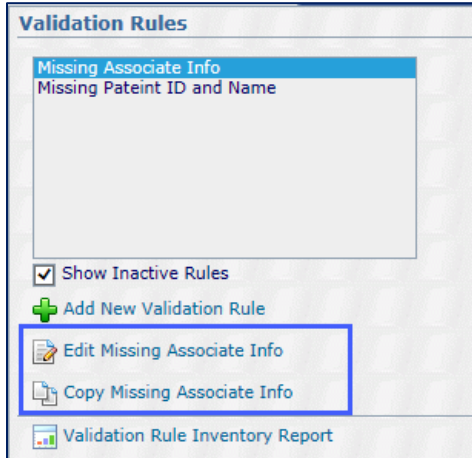 Validation Rules
Missing Associate Info
Missing Pateint ID and Name
Show Inactive Rules
Add New Validation Rule
Edit Missing Associate Info
Copy Missing Associate Info
Validation Rule Inventory Report